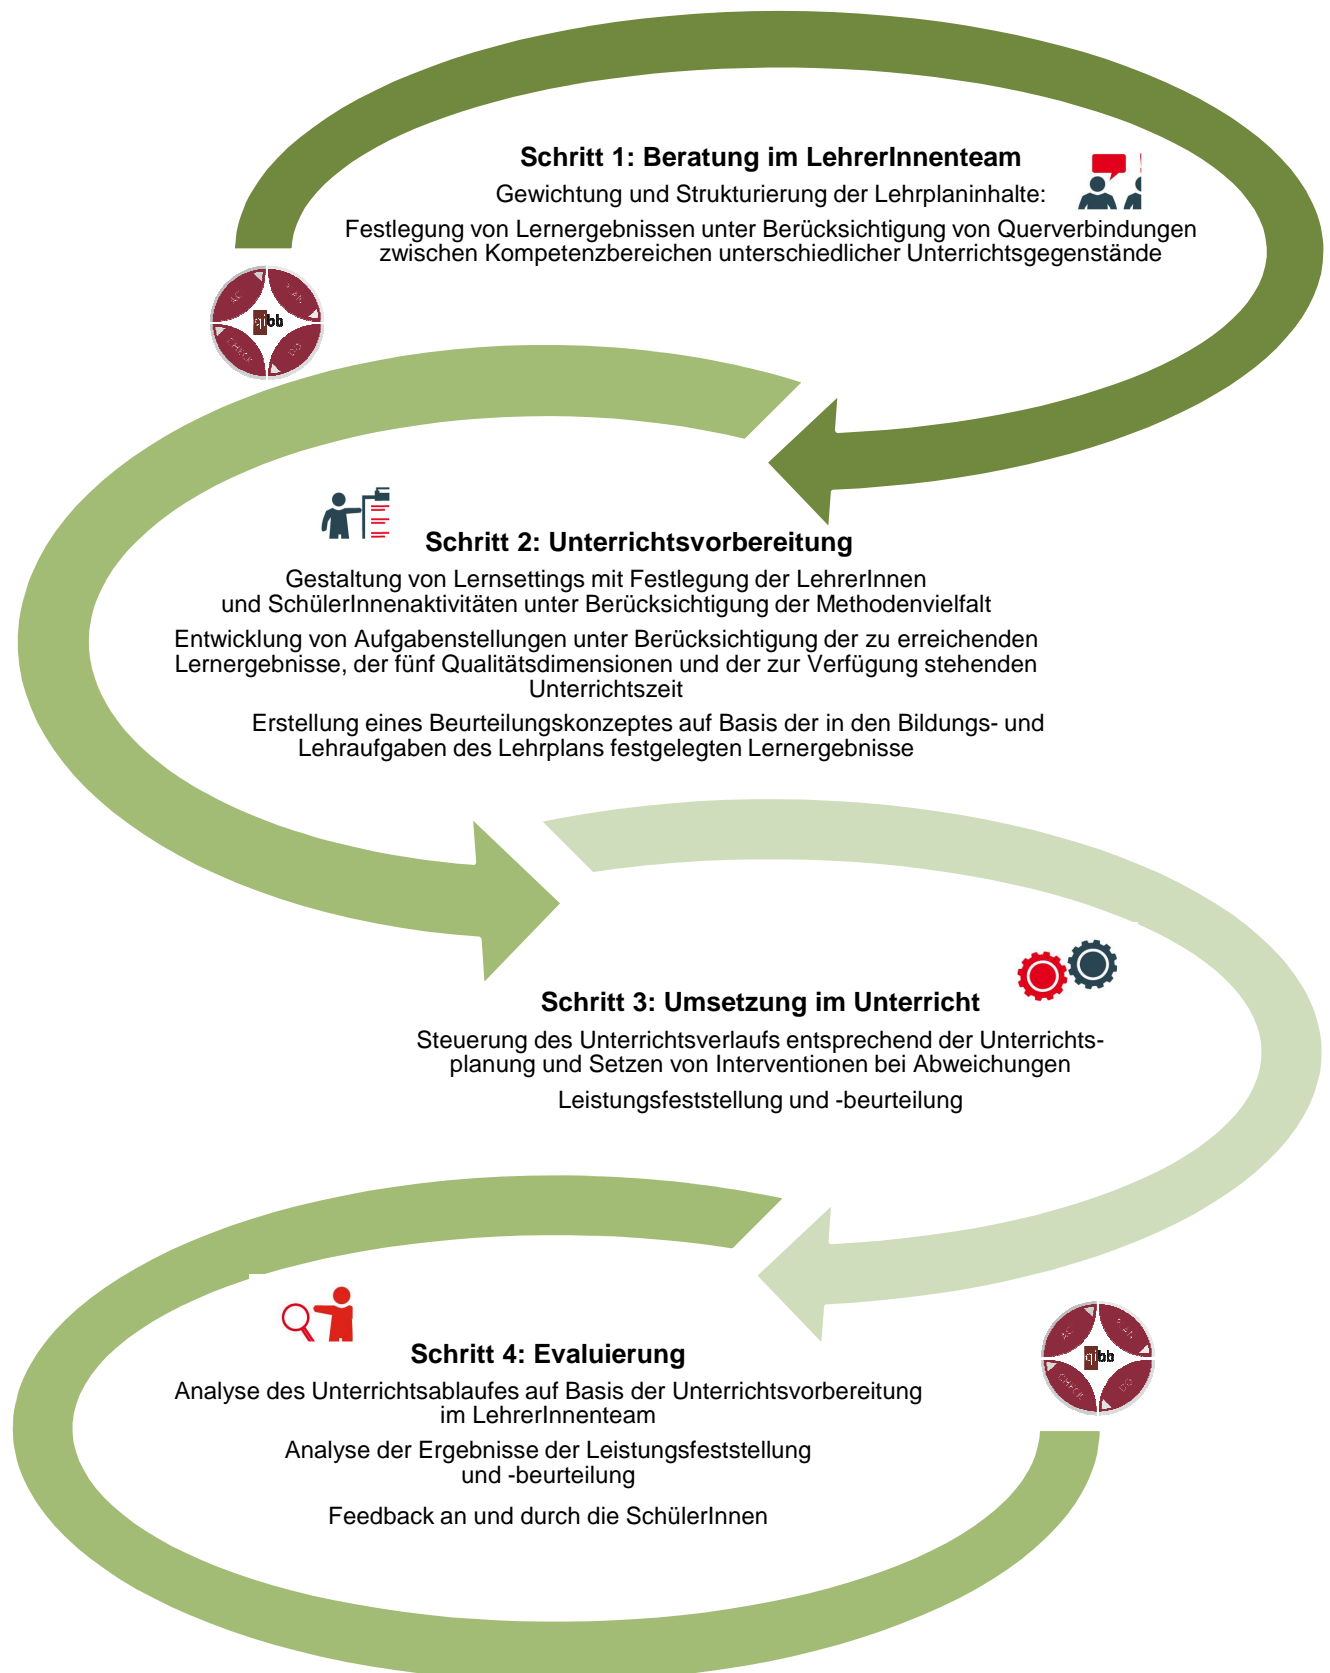 Schritt 1: Beratung im LehrerInnenteam
Gewichtung und Strukturierung der Lehrplaninhalte:
Festlegung von Lernergebnissen unter Berücksichtigung von Querverbindungen
zwischen Kompetenzbereichen unterschiedlicher Unterrichtsgegenstände
PLAN
DO
CHECK
qibb
Schritt 2: Unterrichtsvorbereitung
Gestaltung von Lernsettings mit Festlegung der LehrerInnen
und SchülerInnenaktivitäten unter Berücksichtigung der Methodenvielfalt
Entwicklung von Aufgabenstellungen unter Berücksichtigung der zu erreichenden
Lernergebnisse, der fünf Qualitätsdimensionen und der zur Verfügung stehenden
Unterrichtszeit
Erstellung eines Beurteilungskonzeptes auf Basis der in den Bildungs- und
Lehraufgaben des Lehrplans festgelegten Lernergebnisse
Schritt 3: Umsetzung im Unterricht
Steuerung des Unterrichtsverlaufs entsprechend der Unterrichts-
planung und Setzen von Interventionen bei Abweichungen
Leistungsfeststellung und -beurteilung
Schritt 4: Evaluierung
Analyse des Unterrichtsablaufes auf Basis der Unterrichtsvorbereitung
im LehrerInnenteam
Analyse der Ergebnisse der Leistungsfeststellung
und -beurteilung
Feedback an und durch die SchülerInnen
PLAN
DO
CHECK
qibb